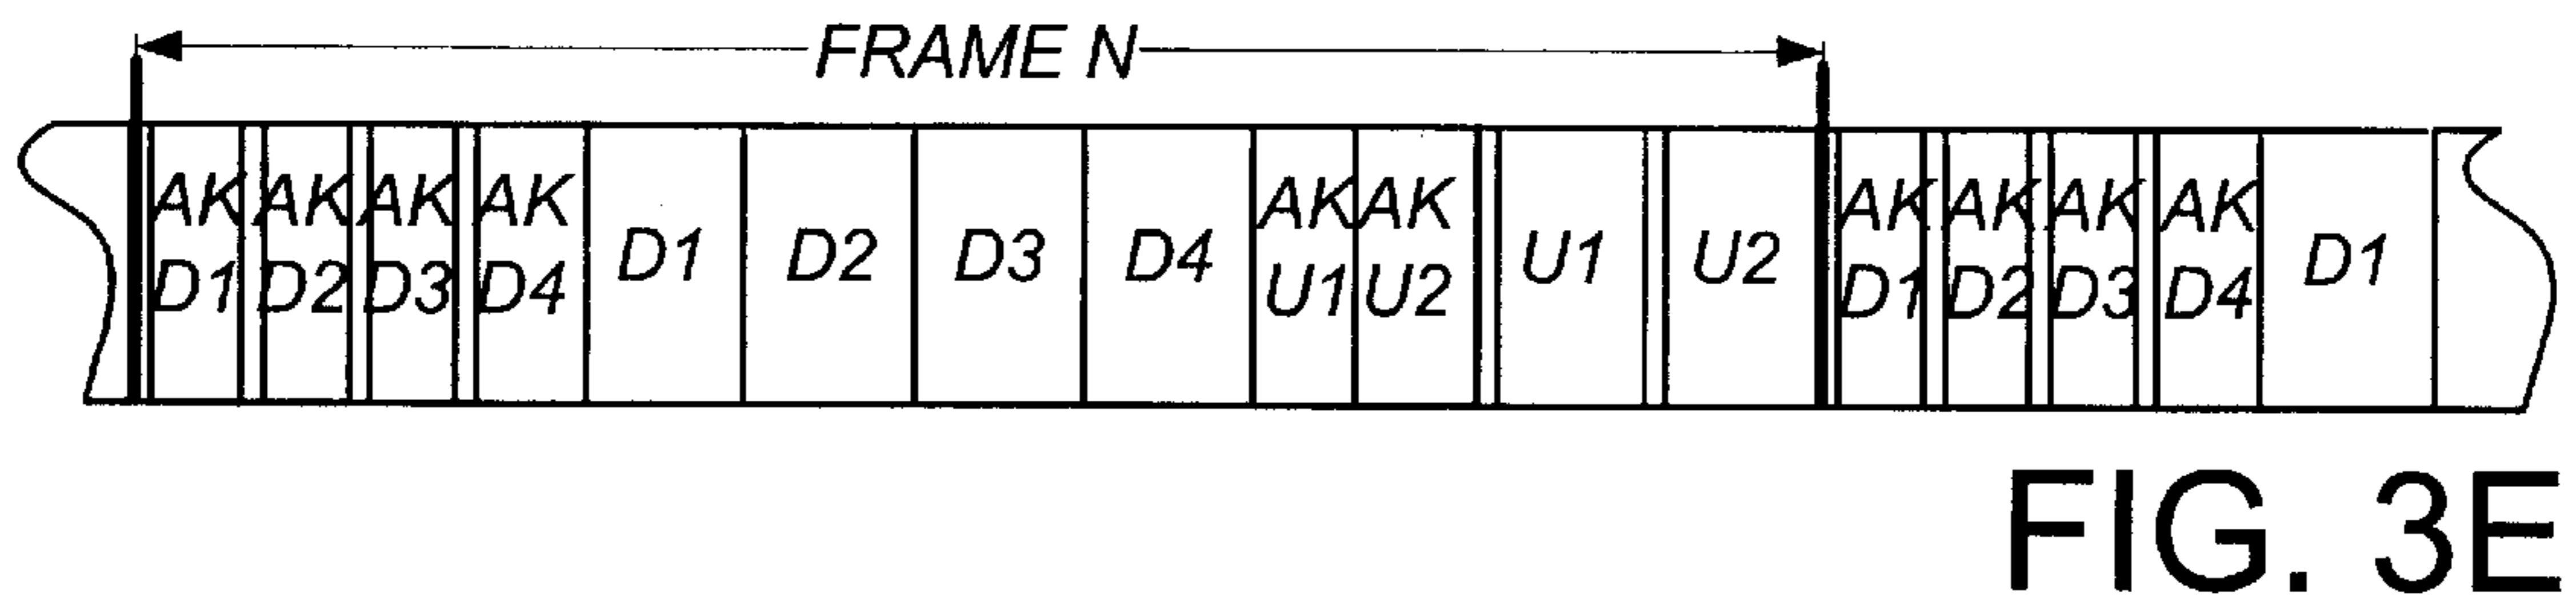 FRAME N
AK D1 AK D2 AK D3 AK D4 D1 D2 D3 D4 AK U1 AK U2 U1 U2 AK D1 AK D2 AK D3 AK D4 D1
FIG. 3E